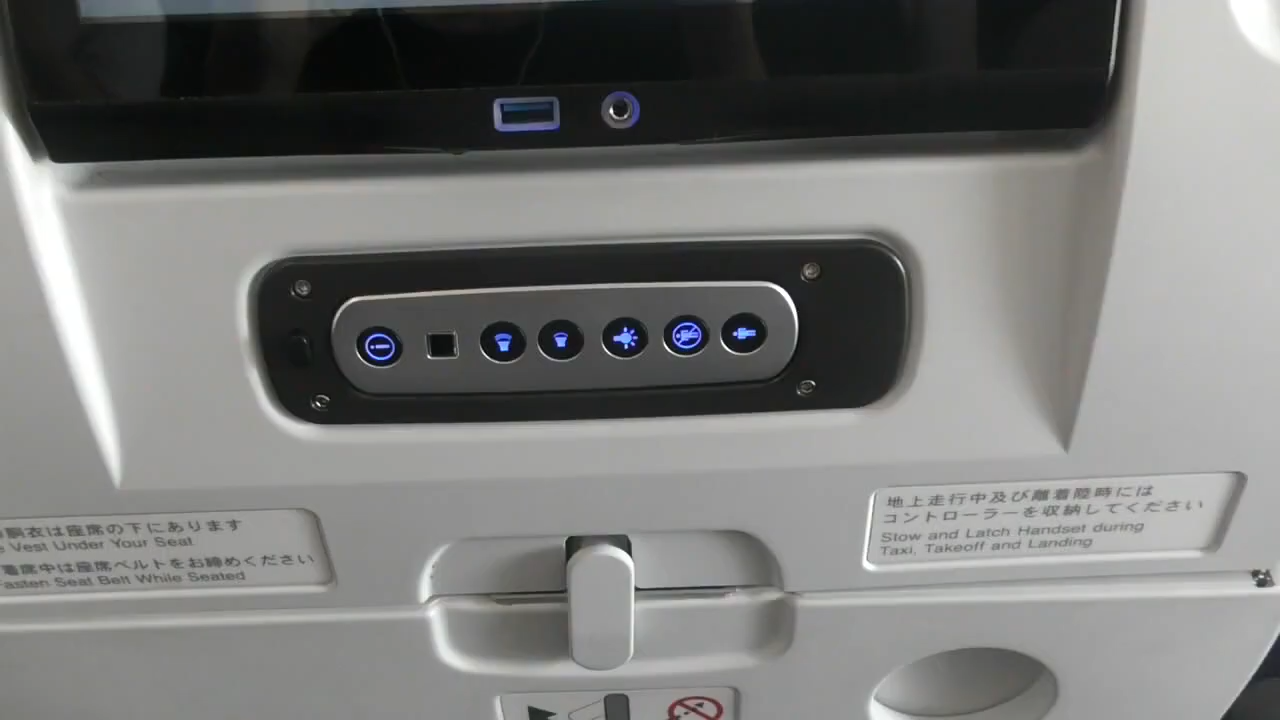 胴衣は座席の下にあります
Vest Under Your Seat
着席中は座席ベルトをお締めください
Fasten Seat Belt While Seated
地上走行中及び離着陸時には
コントローラーを収納してください
Stow and Latch Handset during
Taxi, Takeoff and Landing